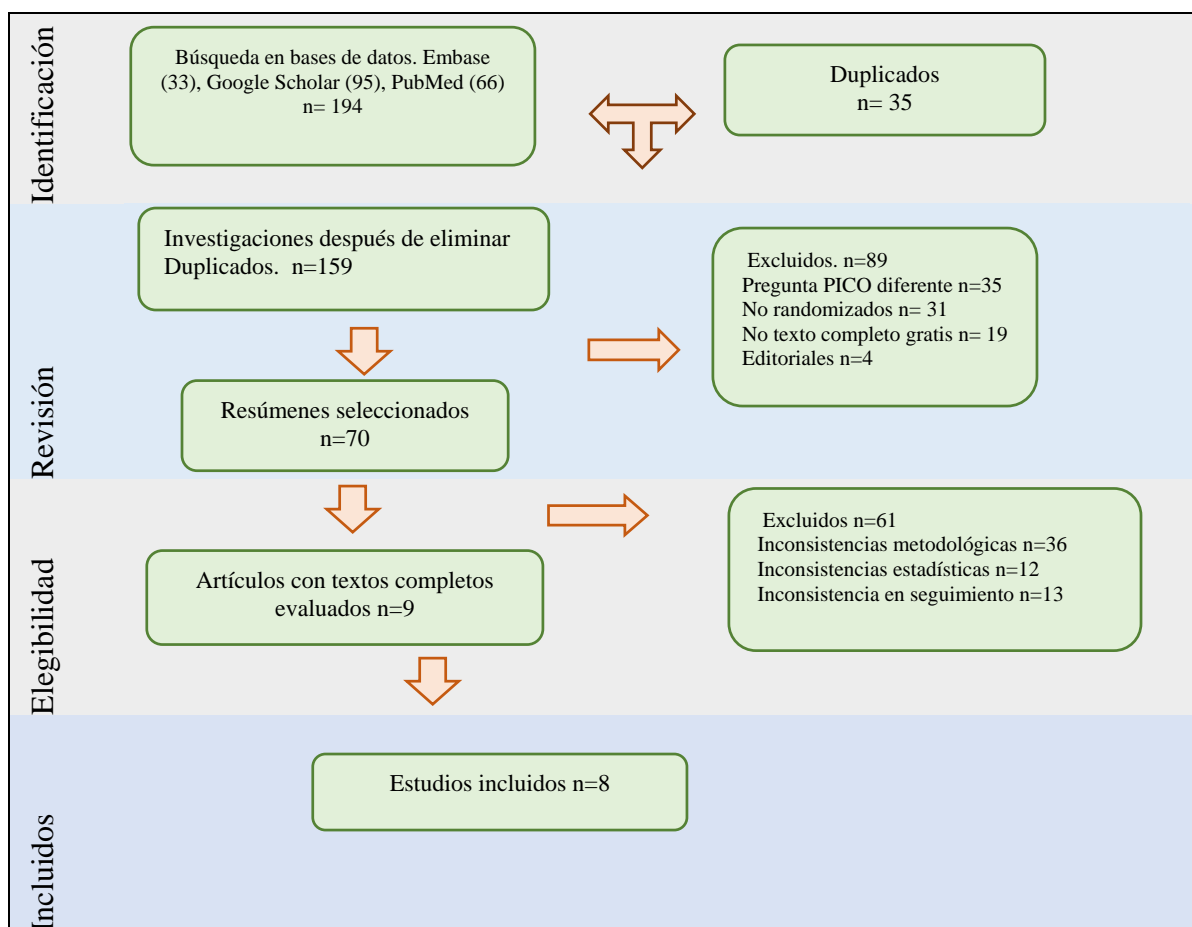 Identificación
Búsqueda en bases de datos. Embase
(33), Google Scholar (95), PubMed (66)
n= 194
Duplicados
n= 35
Revisión
Investigaciones después de eliminar
Duplicados.  n=159
Excluidos. n=89
Pregunta PICO diferente n=35
No randomizados n= 31
No texto completo gratis n= 19
Editoriales n=4
Resúmenes seleccionados
n=70
Elegibilidad
Artículos con textos completos
evaluados n=9
Excluidos n=61
Inconsistencias metodológicas n=36
Inconsistencias estadísticas n=12
Inconsistencia en seguimiento n=13
Incluidos
Estudios incluidos n=8